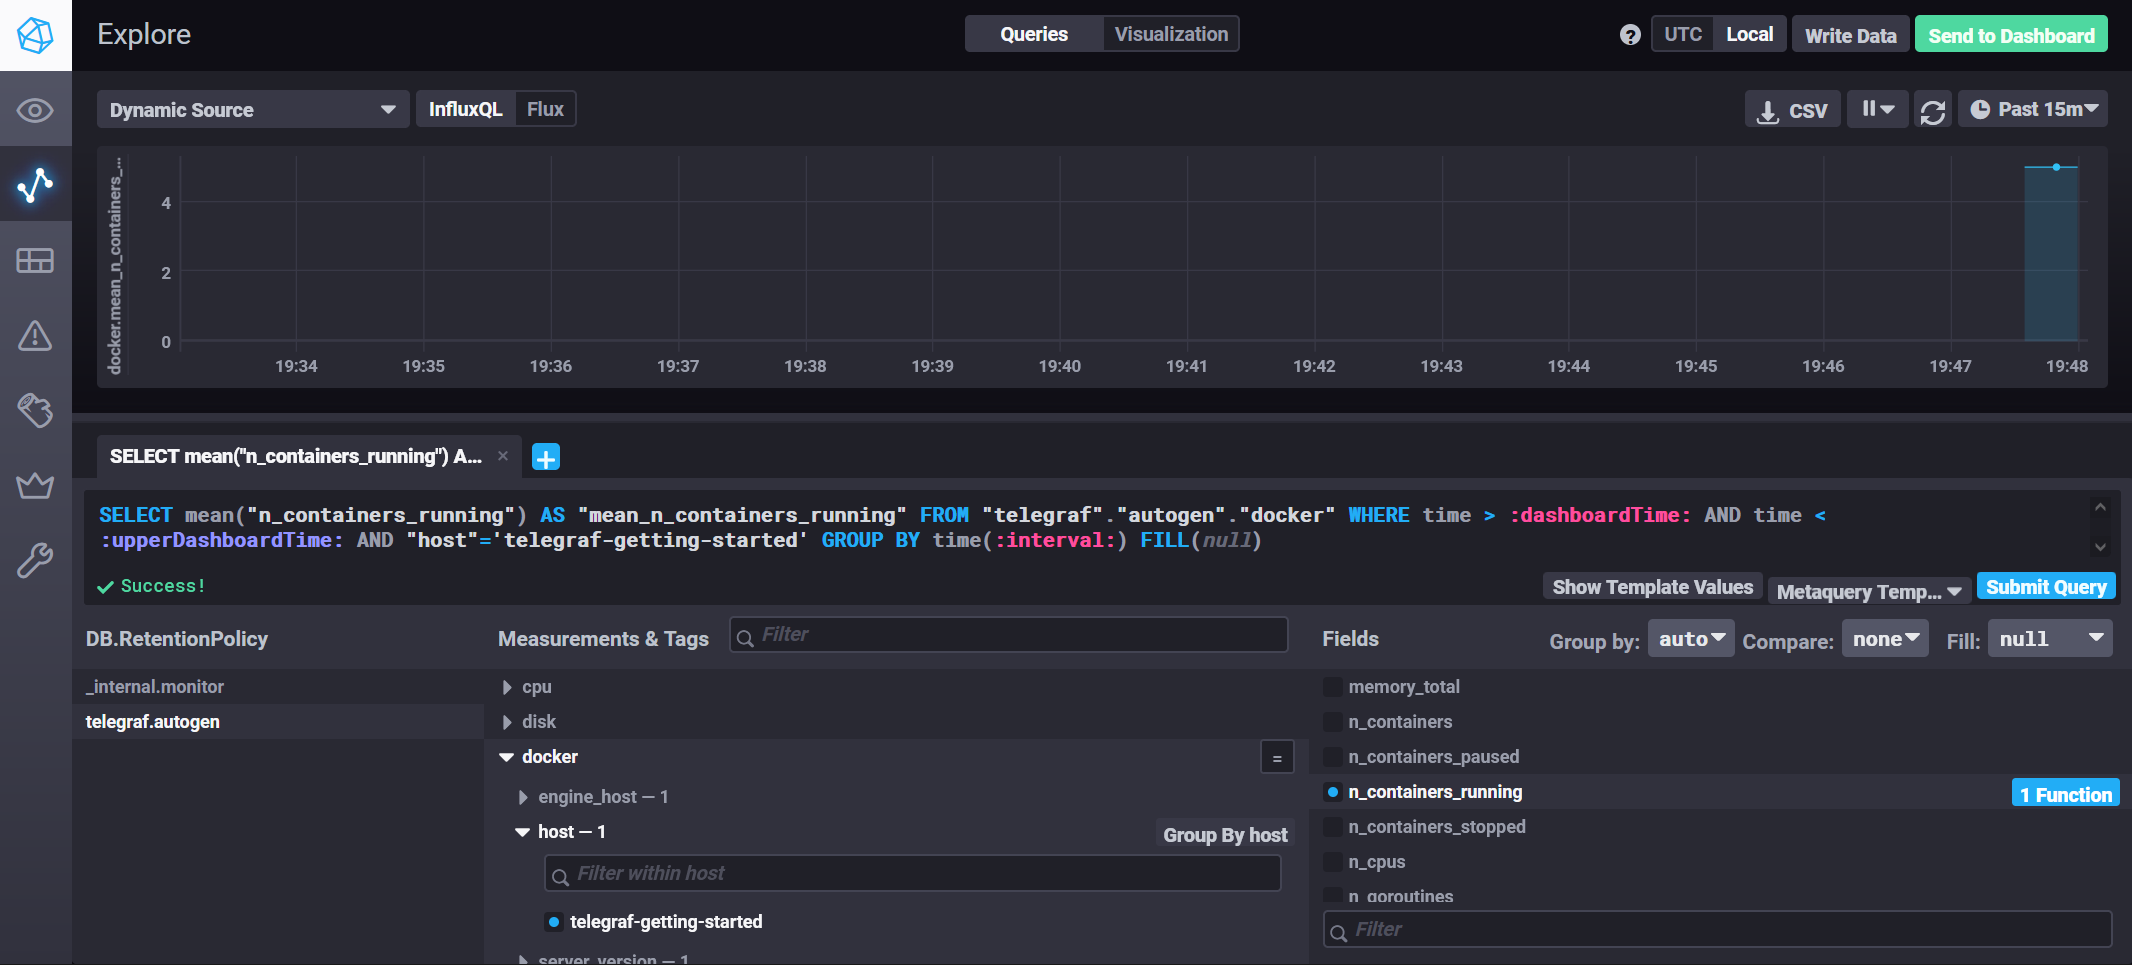 Explore
Queries Visualization
? UTC Local Write Data Send to Dashboard
Dynamic Source InfluxQL Flux
CSV Past 15m
docker.mean_n_containers_...
4
2
0
19:34 19:35 19:36 19:37 19:38 19:39 19:40 19:41 19:42 19:43 19:44 19:45 19:46 19:47 19:48
SELECT mean("n_containers_running") A... × +
SELECT mean("n_containers_running") AS "mean_n_containers_running" FROM "telegraf"."autogen"."docker" WHERE time > :dashboardTime: AND time <
:upperDashboardTime: AND "host"='telegraf-getting-started' GROUP BY time(:interval:) FILL(null)
Success!
Show Template Values Metaquery Temp... Submit Query
DB.RetentionPolicy
_internal.monitor
telegraf.autogen
Measurements & Tags Filter
cpu
disk
docker =
engine_host — 1
host — 1 Group By host
Filter within host
telegraf-getting-started
server_version — 1
Fields Group by: auto Compare: none Fill: null
memory_total
n_containers
n_containers_paused
n_containers_running 1 Function
n_containers_stopped
n_cpus
n_goroutines
Filter